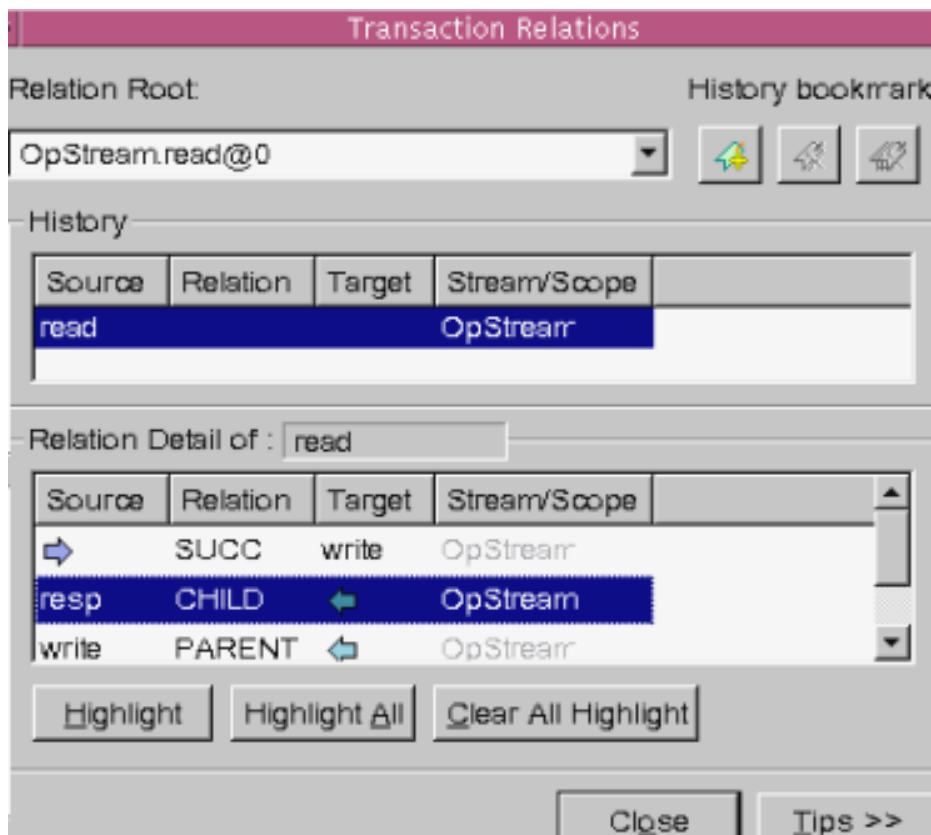 Transaction Relations
Relation Root: History bookmark
OpStream.read@0
History
Source Relation Target Stream/Scope
read OpStream
Relation Detail of : read
Source Relation Target Stream/Scope
SUCC write OpStream
resp CHILD OpStream
write PARENT OpStream
Highlight Highlight All Clear All Highlight
Close Tips >>